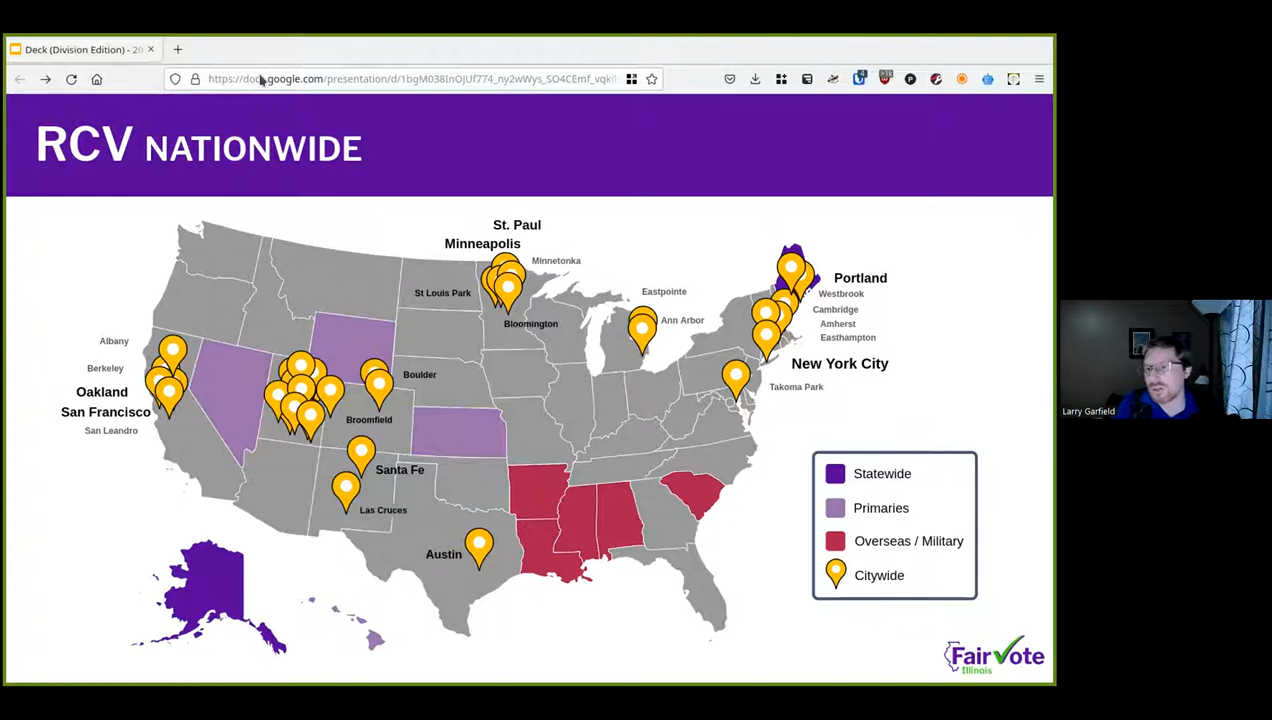 Deck (Division Edition) - 20
https://docs.google.com/presentation/d/1bgM038InOJUf774_ny2wWys_SO4CEmf_vqkl
RCV NATIONWIDE
St. Paul
Minneapolis
Minnetonka
St Louis Park
Bloomington
Eastpointe
Ann Arbor
Portland
Westbrook
Cambridge
Amherst
Easthampton
New York City
Takoma Park
Albany
Berkeley
Oakland
San Francisco
San Leandro
Boulder
Broomfield
Santa Fe
Las Cruces
Austin
Statewide
Primaries
Overseas / Military
Citywide
FairVote
Illinois
Larry Garfield